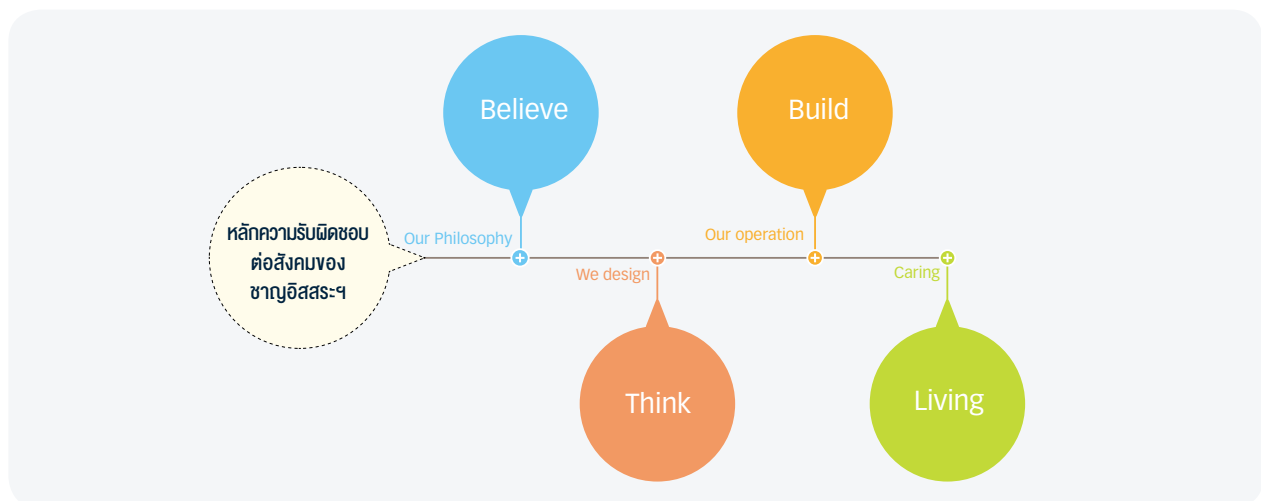 หลักความรับผิดชอบ
ต่อสังคมของ
ชาญอิสสระฯ
Our Philosophy
Believe
We design
Think
Our operation
Build
Caring
Living